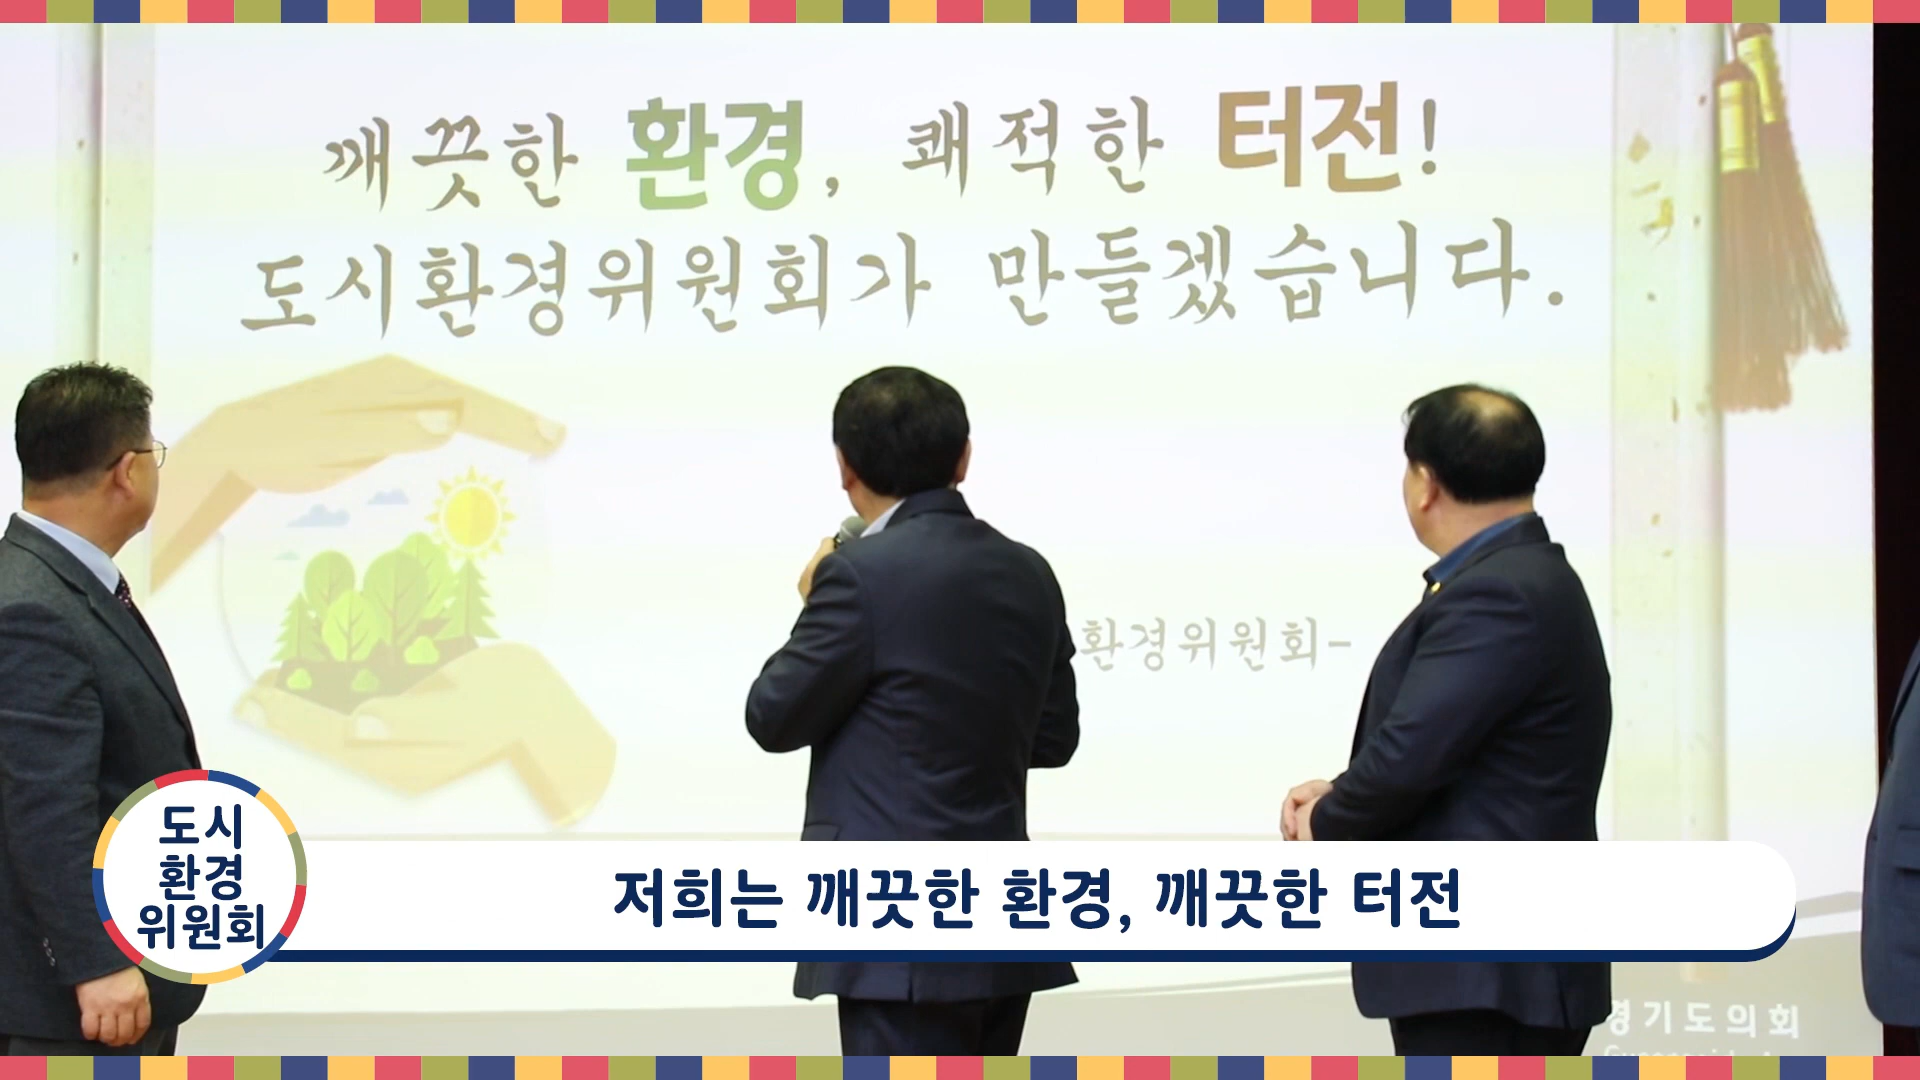 깨끗한 환경, 쾌적한 터전!
도시환경위원회가 만들겠습니다.
환경위원회-
도시
환경
위원회
저희는 깨끗한 환경, 깨끗한 터전
경기도의회